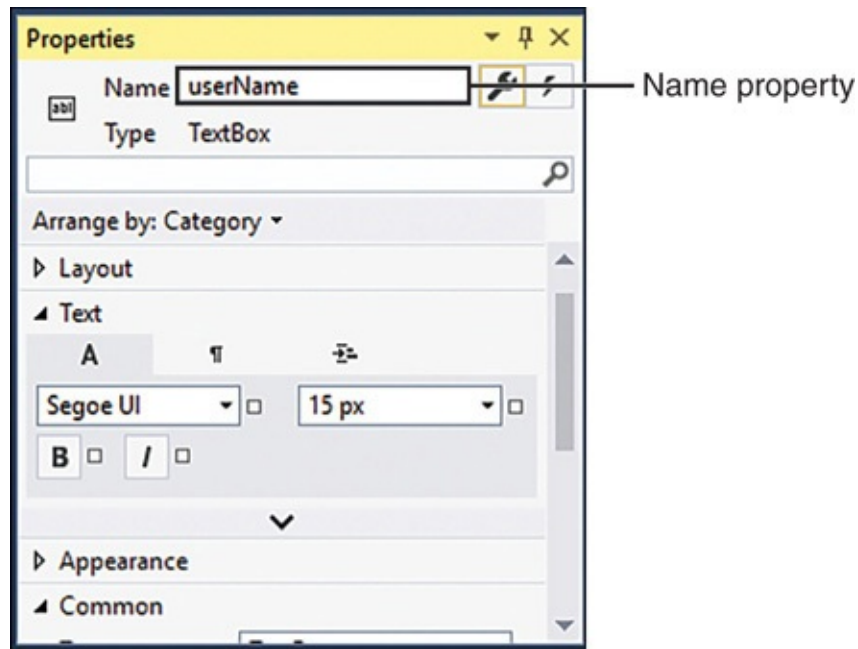 Properties
Name userName
Name property
Type TextBox
Arrange by: Category
Layout
Text
A ¶
Segoe UI 15 px
B I
Appearance
Common